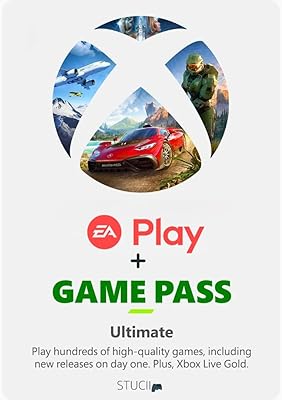 EA Play
+
GAME PASS
Ultimate
Play hundreds of high-quality games, including
new releases on day one. Plus, Xbox Live Gold.
STUCII